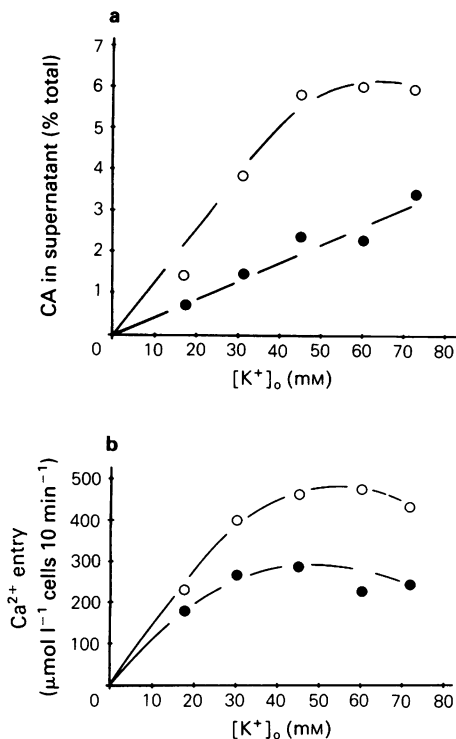 a
CA in supernatant (% total)
7
6
5
4
3
2
1
0
10 20 30 40 50 60 70 80
[K⁺]ₒ (mM)
b
Ca²⁺ entry
(μmol l⁻¹ cells 10 min⁻¹)
500
400
300
200
100
0
10 20 30 40 50 60 70 80
[K⁺]ₒ (mM)